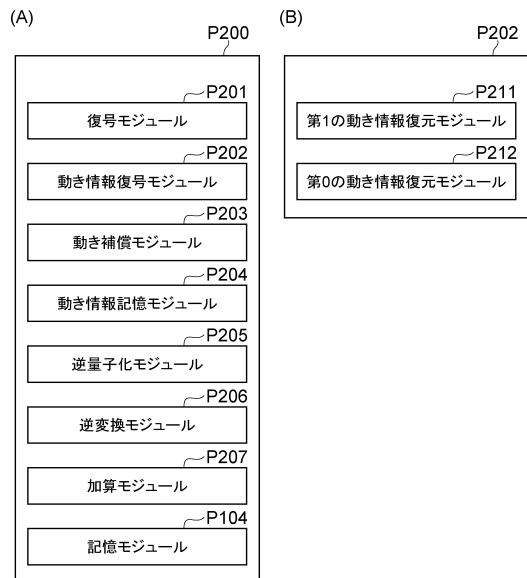 (A)
P200
P201
復号モジュール
P202
動き情報復号モジュール
P203
動き補償モジュール
P204
動き情報記憶モジュール
P205
逆量子化モジュール
P206
逆変換モジュール
P207
加算モジュール
P104
記憶モジュール
(B)
P202
P211
第1の動き情報復元モジュール
P212
第0の動き情報復元モジュール